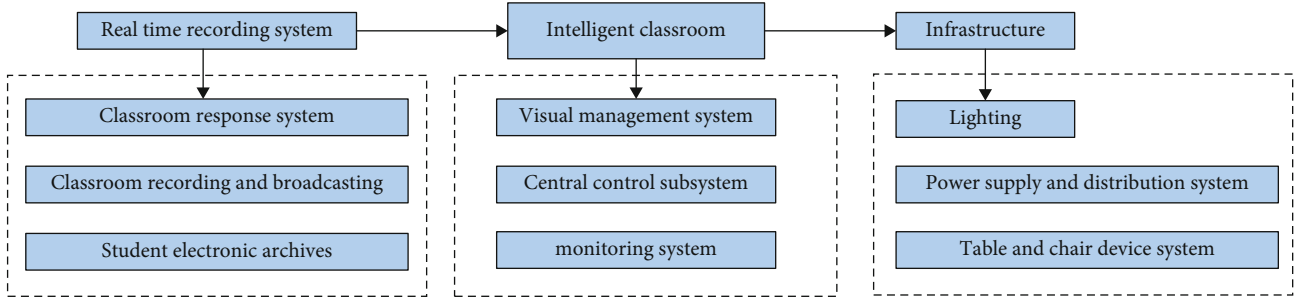 Real time recording system
Intelligent classroom
Infrastructure
Classroom response system
Classroom recording and broadcasting
Student electronic archives
Visual management system
Central control subsystem
monitoring system
Lighting
Power supply and distribution system
Table and chair device system